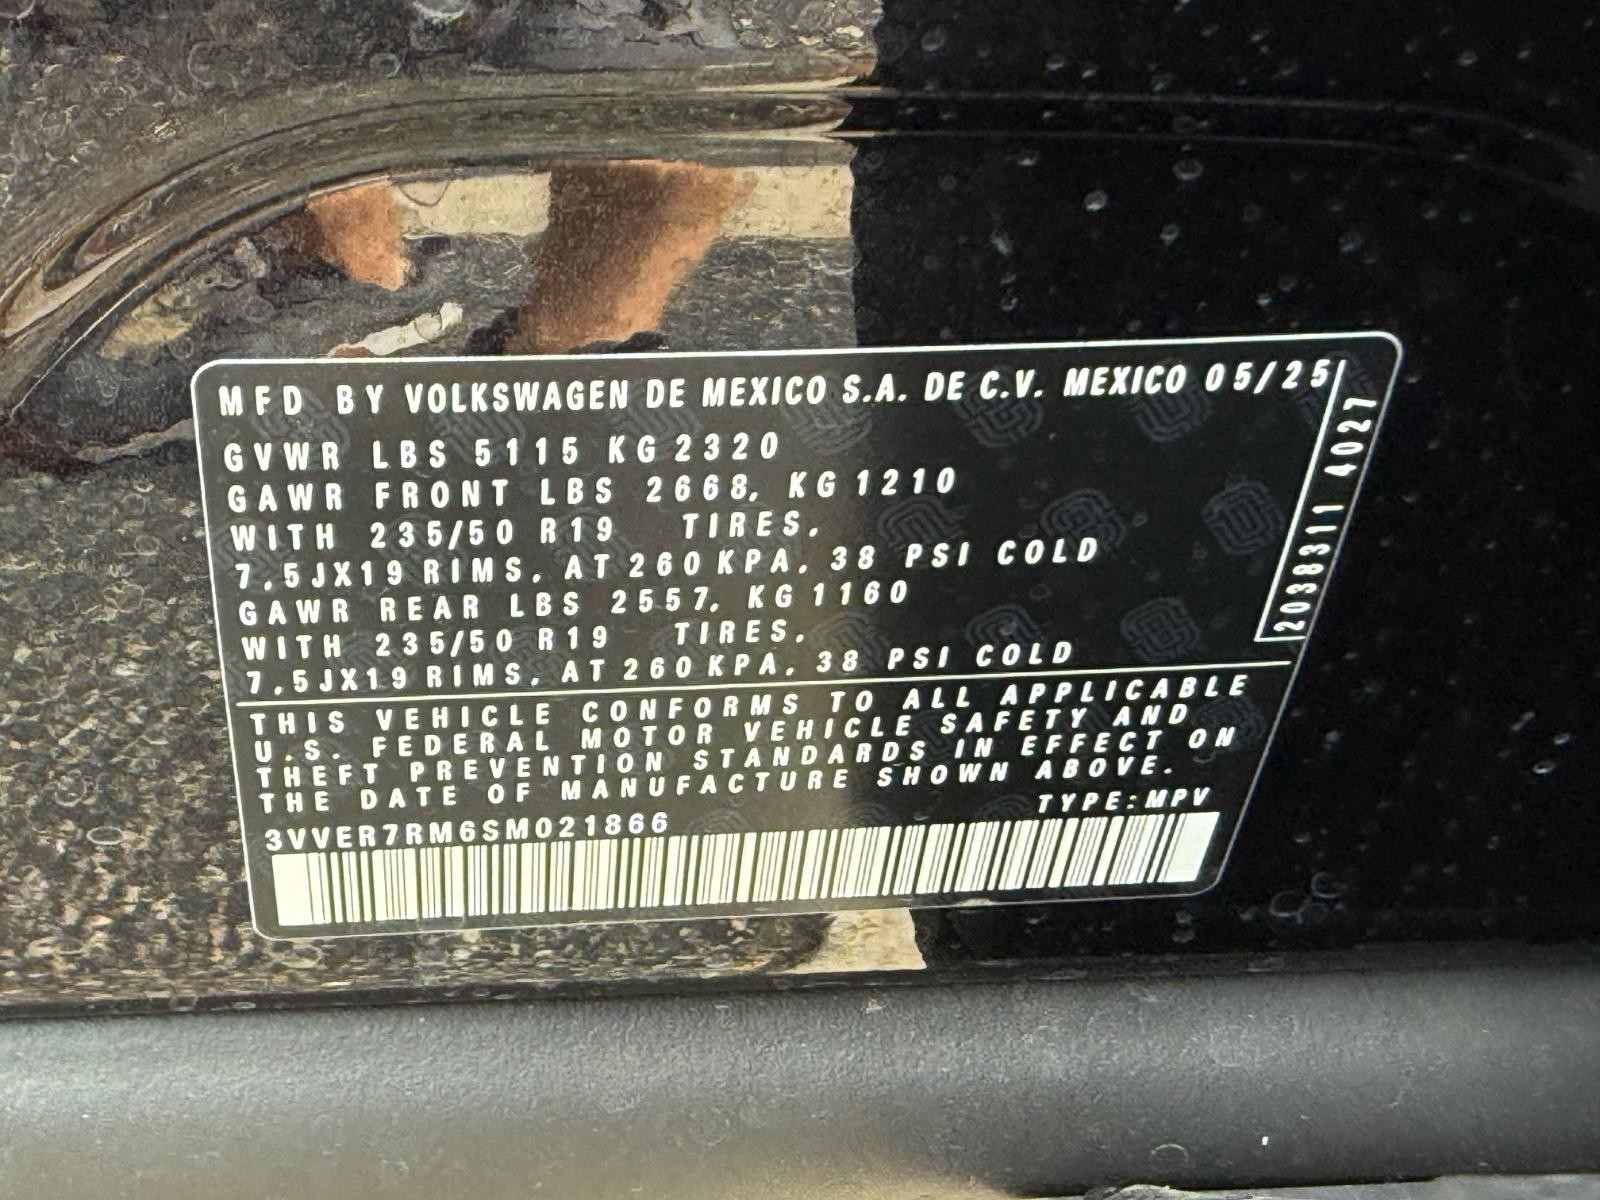 MFD BY VOLKSWAGEN DE MEXICO S.A. DE C.V. MEXICO 05/25
GVWR LBS 5115 KG 2320
GAWR FRONT LBS 2668, KG 1210
WITH 235/50 R19 TIRES,
7,5JX19 RIMS, AT 260 KPA, 38 PSI COLD
GAWR REAR LBS 2557, KG 1160
WITH 235/50 R19 TIRES,
7,5JX19 RIMS, AT 260 KPA, 38 PSI COLD
2038311 4027
THIS VEHICLE CONFORMS TO ALL APPLICABLE
U.S. FEDERAL MOTOR VEHICLE SAFETY AND
THEFT PREVENTION STANDARDS IN EFFECT ON
THE DATE OF MANUFACTURE SHOWN ABOVE.
TYPE:MPV
3VVER7RM6SM021866